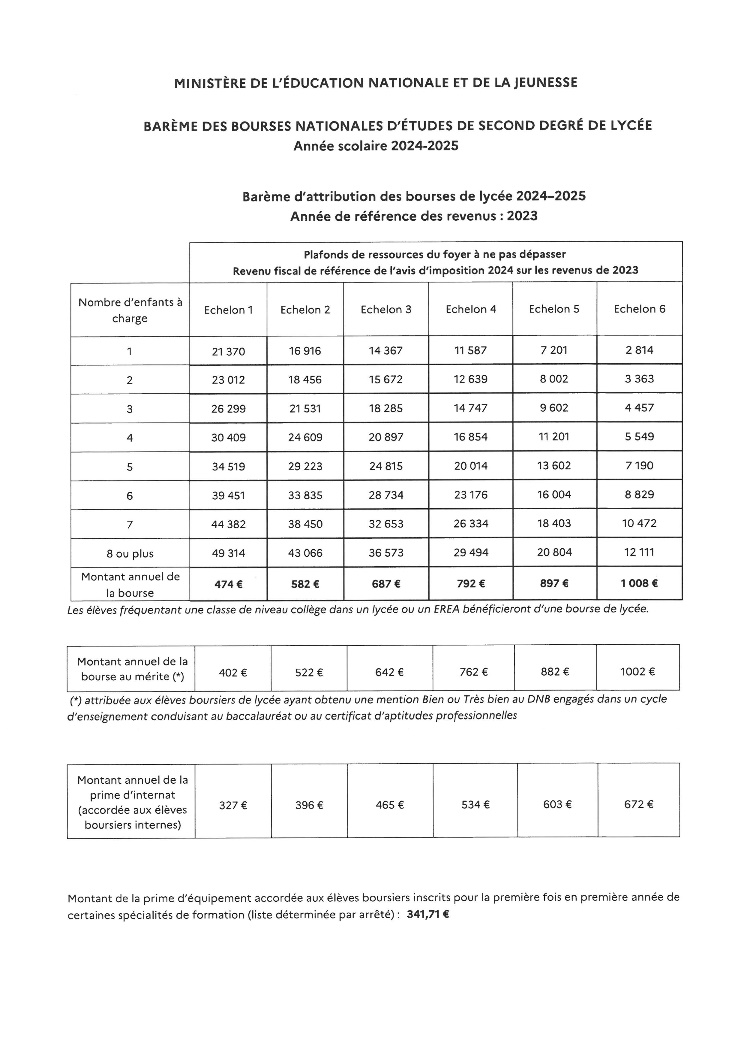 MINISTÈRE DE L'ÉDUCATION NATIONALE ET DE LA JEUNESSE
BARÈME DES BOURSES NATIONALES D'ÉTUDES DE SECOND DEGRÉ DE LYCÉE
Année scolaire 2024-2025
Barème d'attribution des bourses de lycée 2024–2025
Année de référence des revenus : 2023
Plafonds de ressources du foyer à ne pas dépasser
Revenu fiscal de référence de l'avis d'imposition 2024 sur les revenus de 2023
Nombre d'enfants à
charge
Echelon 1 Echelon 2 Echelon 3 Echelon 4 Echelon 5 Echelon 6
1 21 370 16 916 14 367 11 587 7 201 2 814
2 23 012 18 456 15 672 12 639 8 002 3 363
3 26 299 21 531 18 285 14 747 9 602 4 457
4 30 409 24 609 20 897 16 854 11 201 5 549
5 34 519 29 223 24 815 20 014 13 602 7 190
6 39 451 33 835 28 734 23 176 16 004 8 829
7 44 382 38 450 32 653 26 334 18 403 10 472
8 ou plus 49 314 43 066 36 573 29 494 20 804 12 111
Montant annuel de
la bourse
474 € 582 € 687 € 792 € 897 € 1 008 €
Les élèves fréquentant une classe de niveau collège dans un lycée ou un EREA bénéficieront d'une bourse de lycée.
Montant annuel de la
bourse au mérite (*)
402 € 522 € 642 € 762 € 882 € 1002 €
(*) attribuée aux élèves boursiers de lycée ayant obtenu une mention Bien ou Très bien au DNB engagés dans un cycle
d'enseignement conduisant au baccalauréat ou au certificat d'aptitudes professionnelles
Montant annuel de la
prime d'internat
(accordée aux élèves
boursiers internes)
327 € 396 € 465 € 534 € 603 € 672 €
Montant de la prime d'équipement accordée aux élèves boursiers inscrits pour la première fois en première année de
certaines spécialités de formation (liste déterminée par arrêté) : 341,71 €